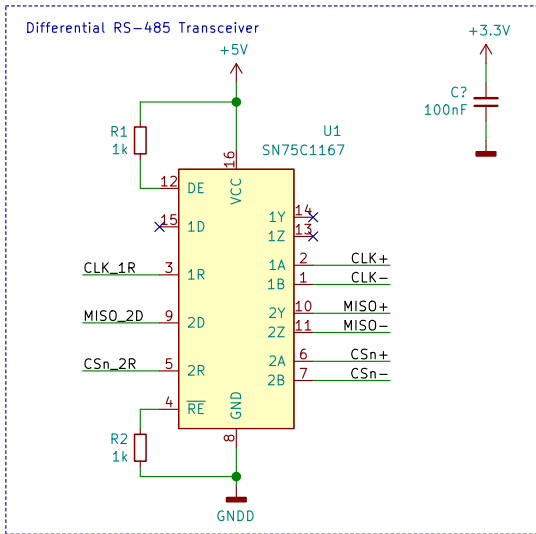 Differential RS-485 Transceiver
+5V
+3.3V
C?
100nF
R1
1k
U1
SN75C1167
16
VCC
12
DE
15
1D
14
1Y
13
1Z
2
1A
CLK+
1
1B
CLK-
CLK_1R
3
1R
10
2Y
MISO+
MISO_2D
9
2D
11
2Z
MISO-
6
2A
CSn+
CSn_2R
5
2R
7
2B
CSn-
4
RE
GND
8
R2
1k
GNDD